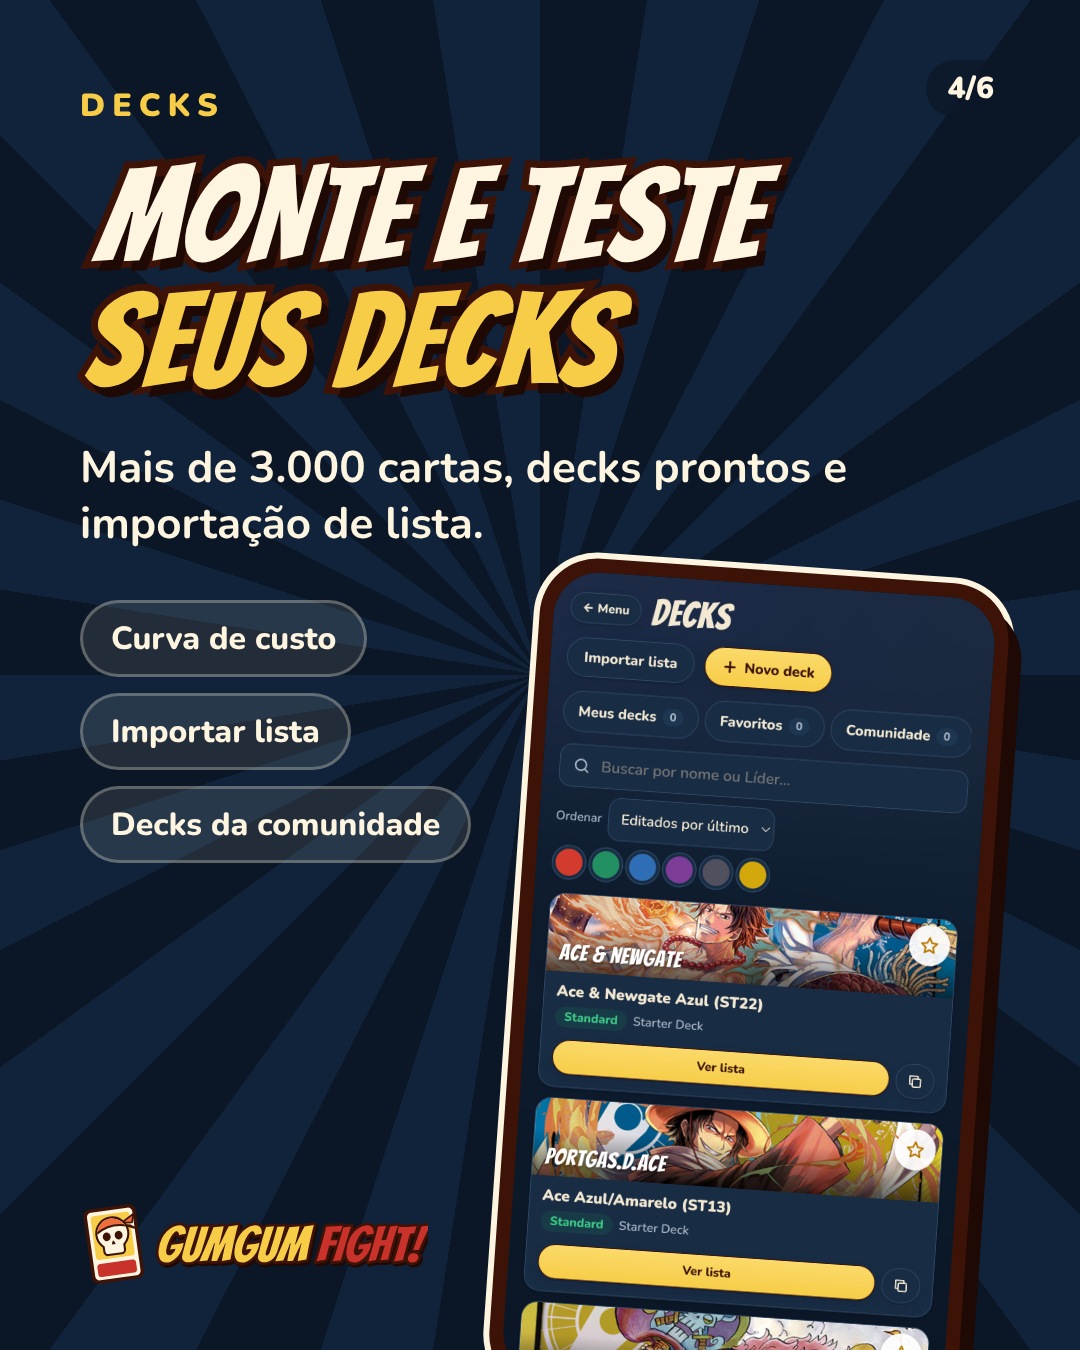 DECKS
4/6
MONTE E TESTE
SEUS DECKS
Mais de 3.000 cartas, decks prontos e
importação de lista.
Curva de custo
Importar lista
Decks da comunidade
← Menu
DECKS
Importar lista
+ Novo deck
Meus decks 0
Favoritos 0
Comunidade 0
Buscar por nome ou Líder...
Ordenar
Editados por último
ACE & NEWGATE
Ace & Newgate Azul (ST22)
Standard
Starter Deck
Ver lista
PORTGAS.D.ACE
Ace Azul/Amarelo (ST13)
Standard
Starter Deck
Ver lista
GUMGUM FIGHT!